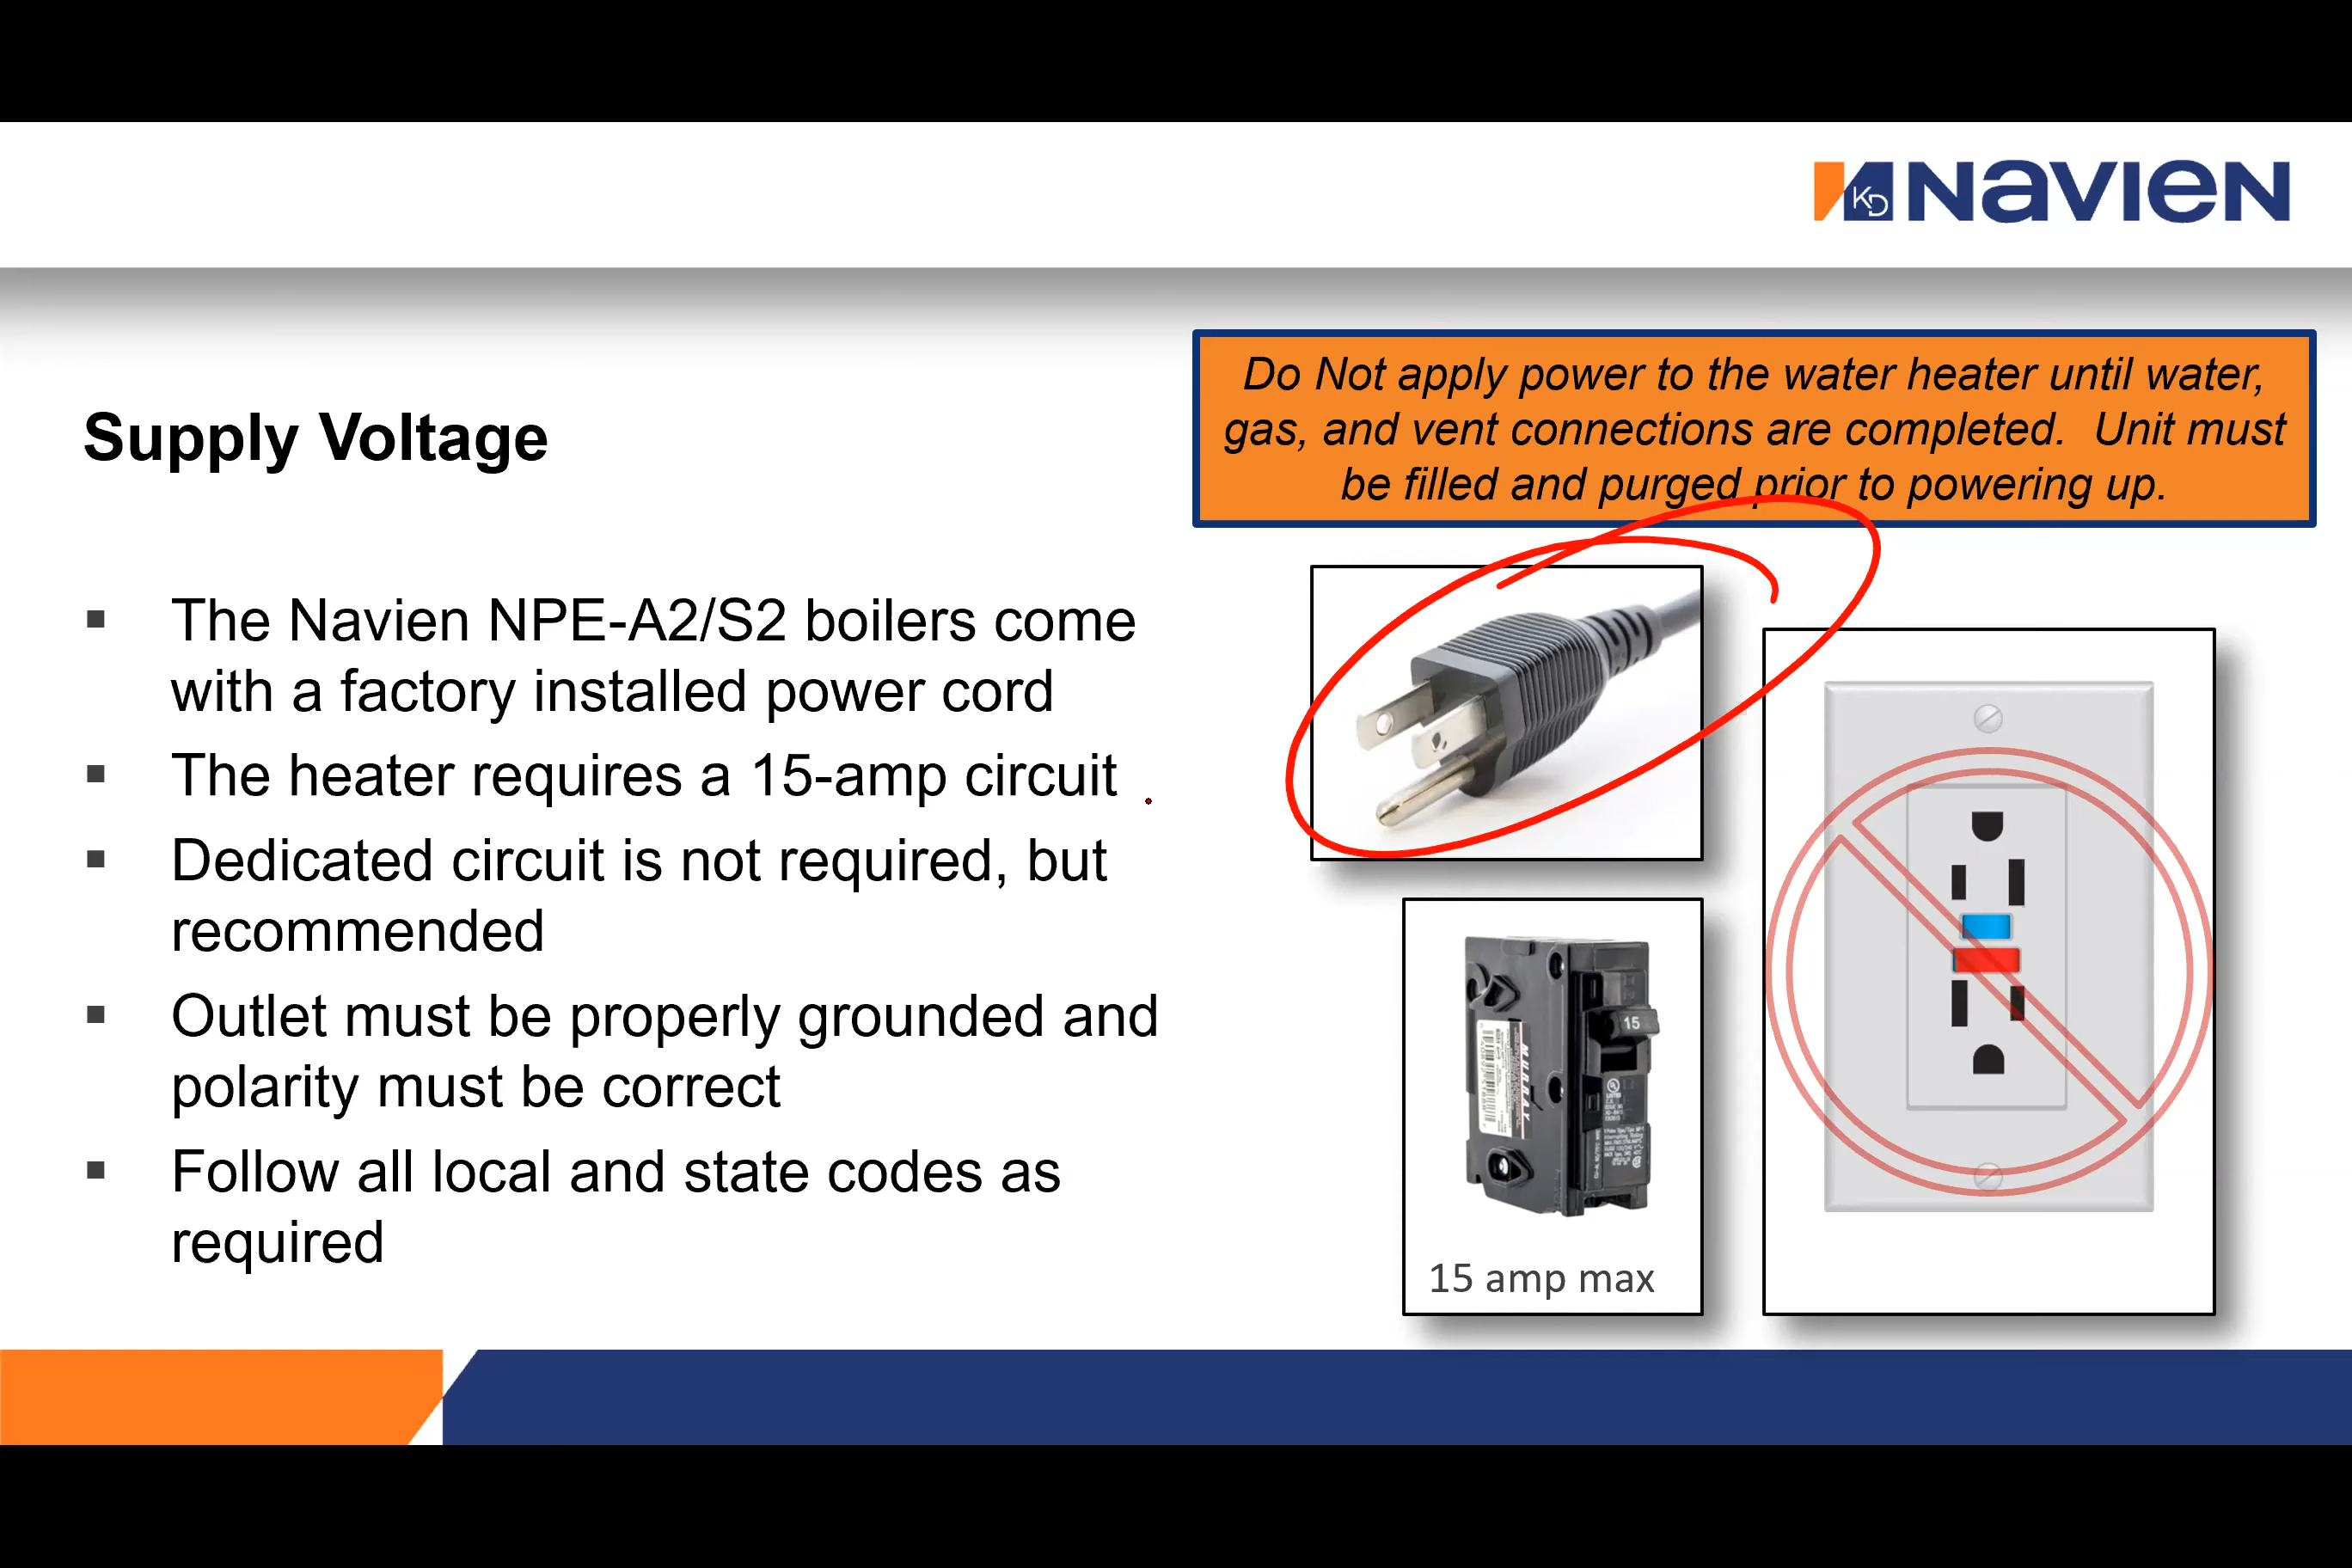 KD NAVIEN
Do Not apply power to the water heater until water,
gas, and vent connections are completed. Unit must
be filled and purged prior to powering up.
Supply Voltage
▪ The Navien NPE-A2/S2 boilers come
with a factory installed power cord
▪ The heater requires a 15-amp circuit
▪ Dedicated circuit is not required, but
recommended
▪ Outlet must be properly grounded and
polarity must be correct
▪ Follow all local and state codes as
required
15
MURRAY
15 amp max